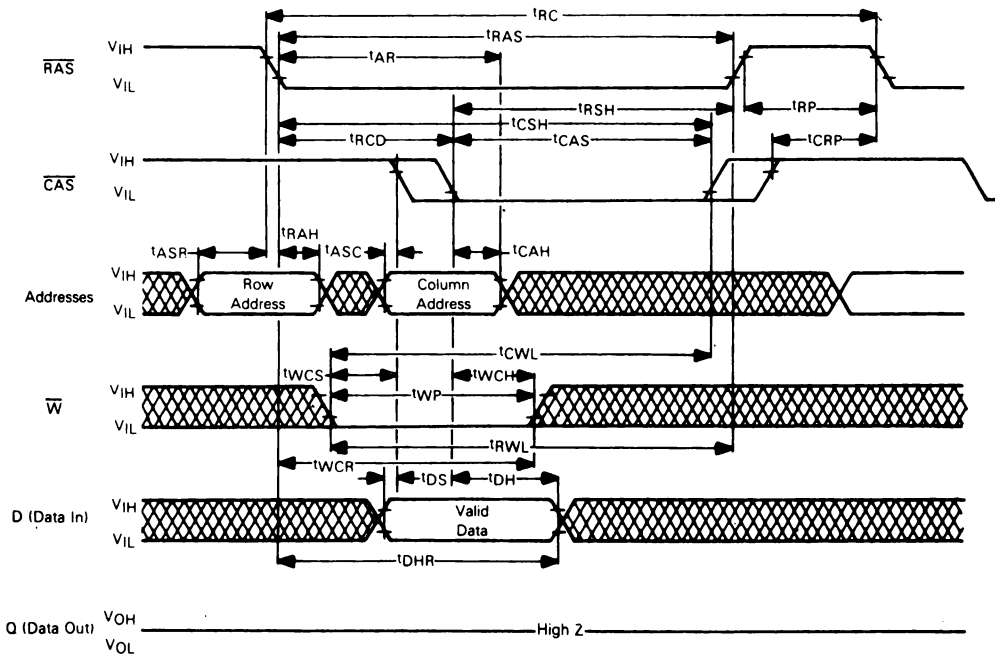 tRC
tRAS
tAR
VIH
RAS
VIL
tRSH
tRP
tCSH
tRCD
tCAS
tCRP
VIH
CAS
VIL
tASR
tRAH
tASC
tCAH
VIH
Addresses
VIL
Row
Address
Column
Address
tCWL
tWCS
tWCH
VIH
W
VIL
tWP
tRWL
tWCR
tDS
tDH
VIH
D (Data In)
VIL
Valid
Data
tDHR
VOH
Q (Data Out)
VOL
High Z